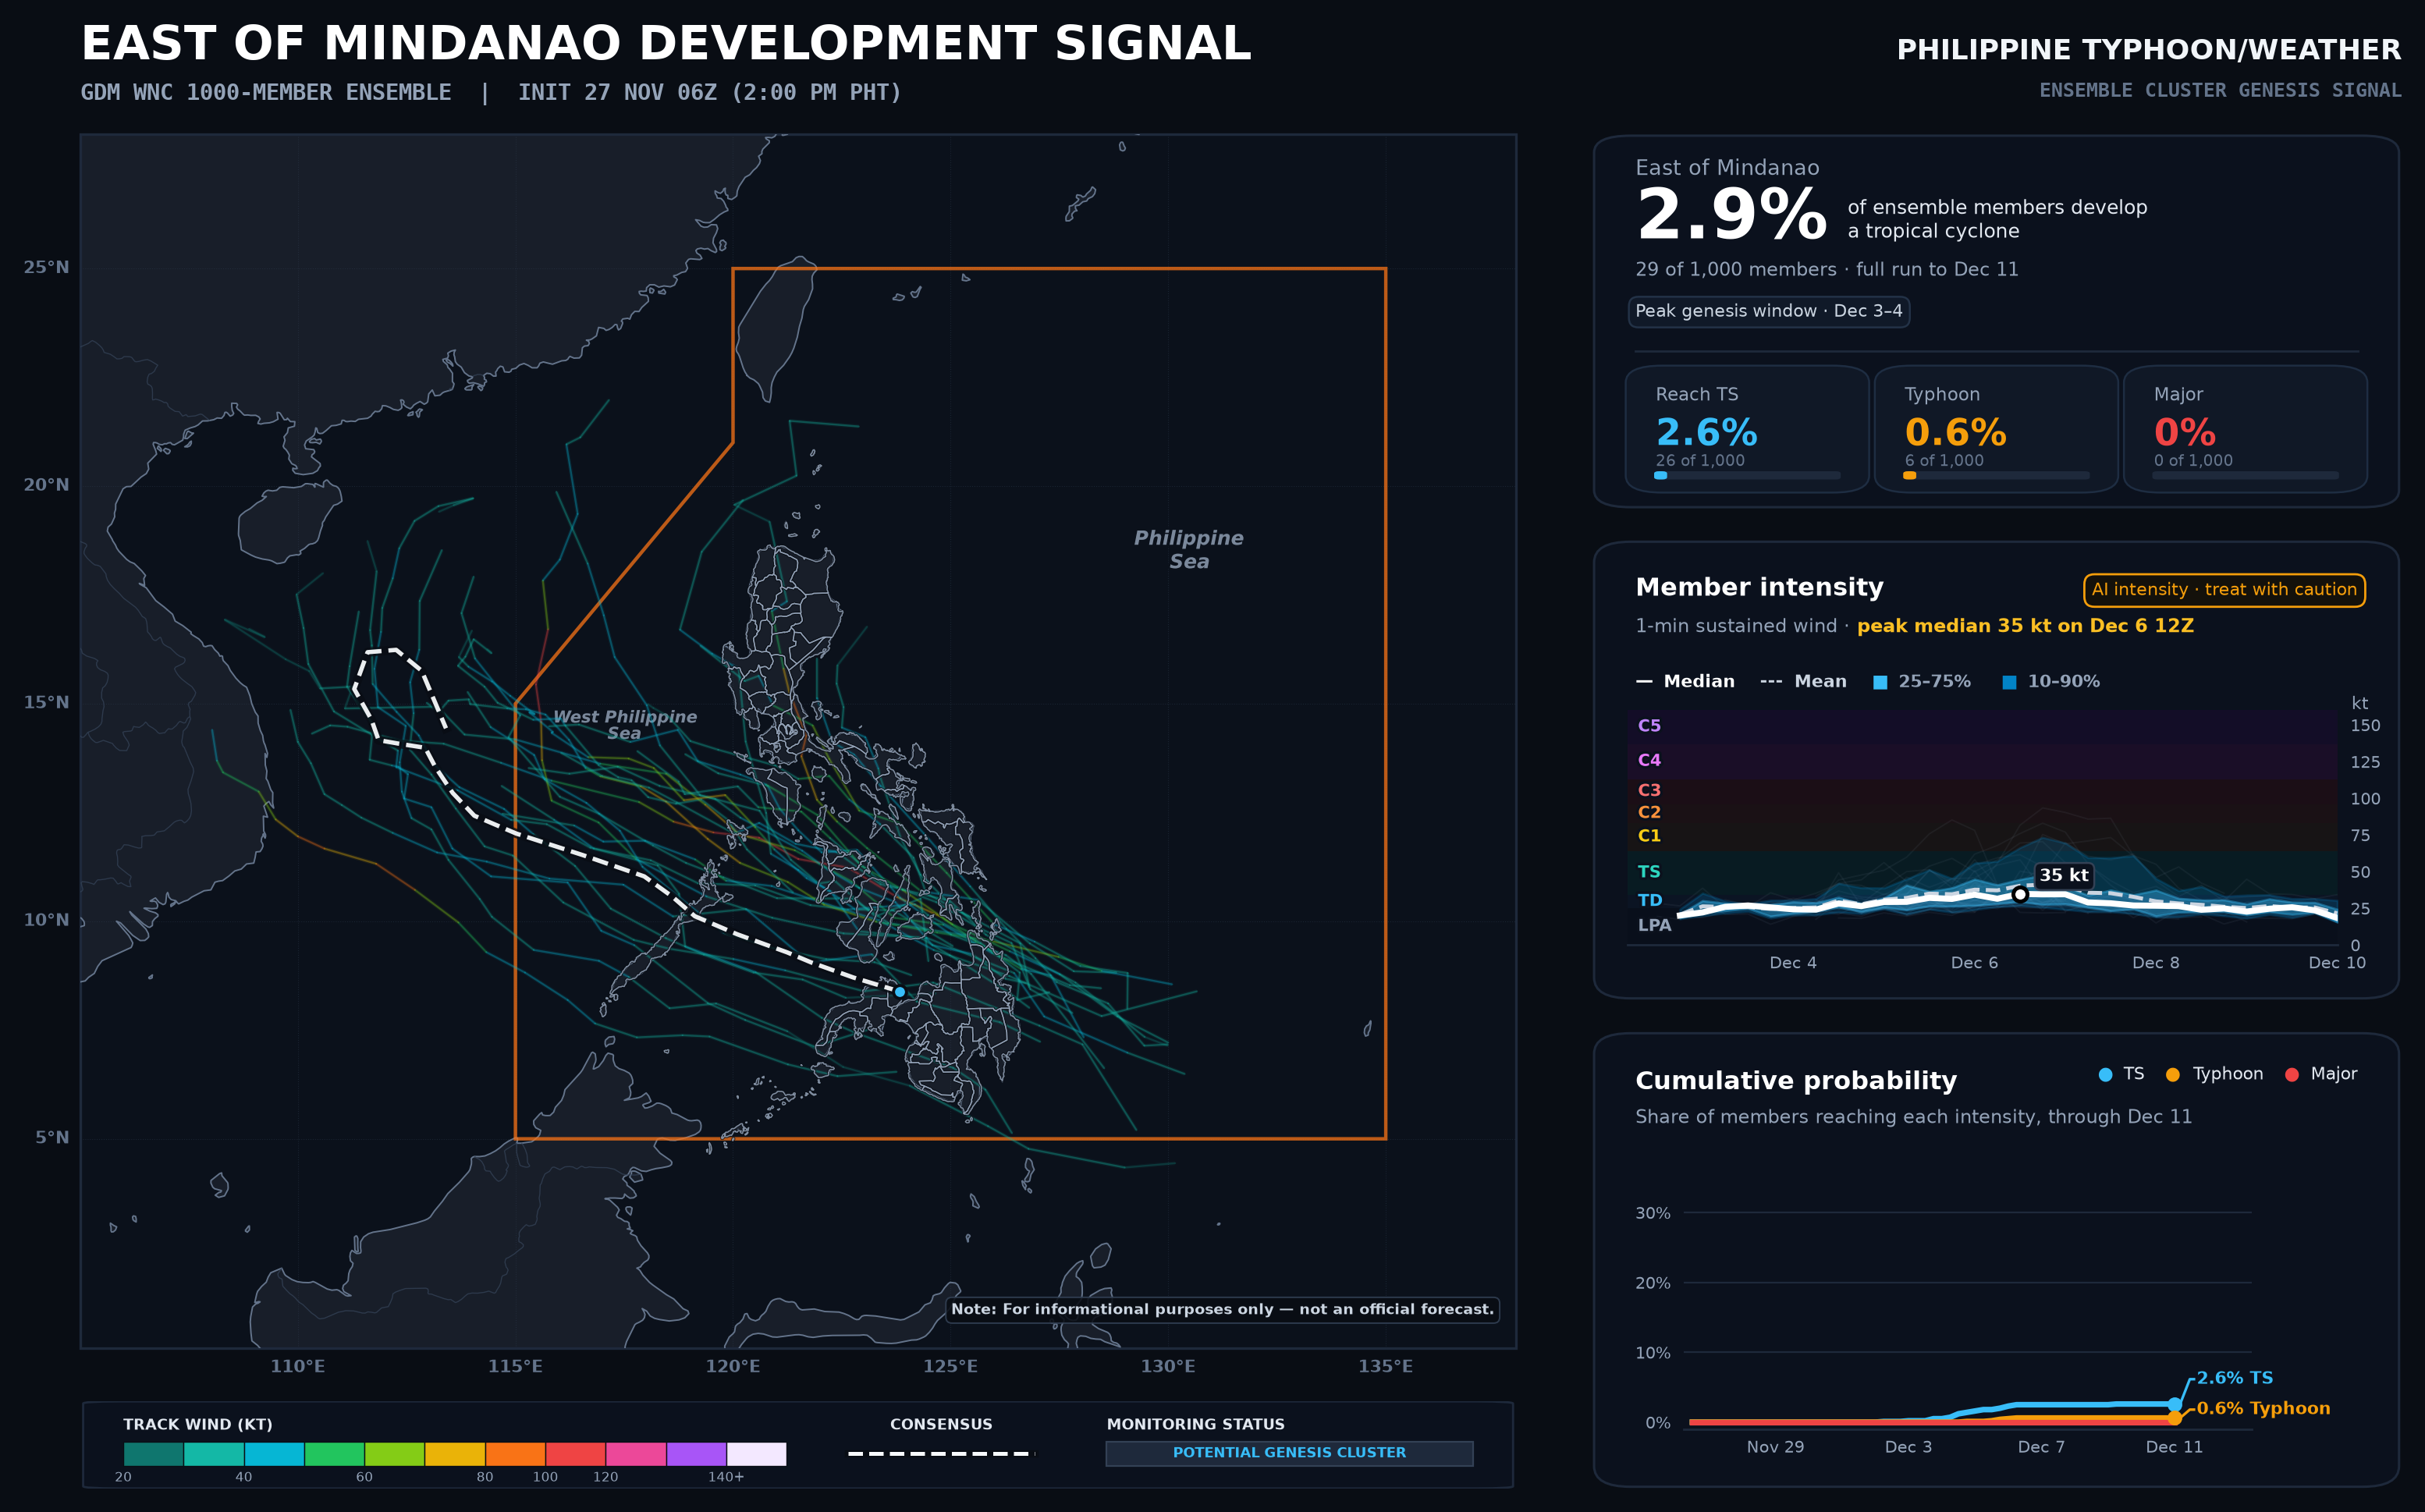 EAST OF MINDANAO DEVELOPMENT SIGNAL
GDM WNC 1000-MEMBER ENSEMBLE | INIT 27 NOV 06Z (2:00 PM PHT)
PHILIPPINE TYPHOON/WEATHER
ENSEMBLE CLUSTER GENESIS SIGNAL
25°N
20°N
15°N
10°N
5°N
110°E
115°E
120°E
125°E
130°E
135°E
Philippine
Sea
West Philippine
Sea
Note: For informational purposes only — not an official forecast.
TRACK WIND (KT)
20
40
60
80
100
120
140+
CONSENSUS
MONITORING STATUS
POTENTIAL GENESIS CLUSTER
East of Mindanao
2.9%
of ensemble members develop
a tropical cyclone
29 of 1,000 members · full run to Dec 11
Peak genesis window · Dec 3–4
Reach TS
2.6%
26 of 1,000
Typhoon
0.6%
6 of 1,000
Major
0%
0 of 1,000
Member intensity
AI intensity · treat with caution
1-min sustained wind · peak median 35 kt on Dec 6 12Z
Median
Mean
25–75%
10–90%
kt
C5
C4
C3
C2
C1
TS
TD
LPA
150
125
100
75
50
25
0
35 kt
Dec 4
Dec 6
Dec 8
Dec 10
Cumulative probability
TS
Typhoon
Major
Share of members reaching each intensity, through Dec 11
30%
20%
10%
0%
2.6% TS
0.6% Typhoon
Nov 29
Dec 3
Dec 7
Dec 11